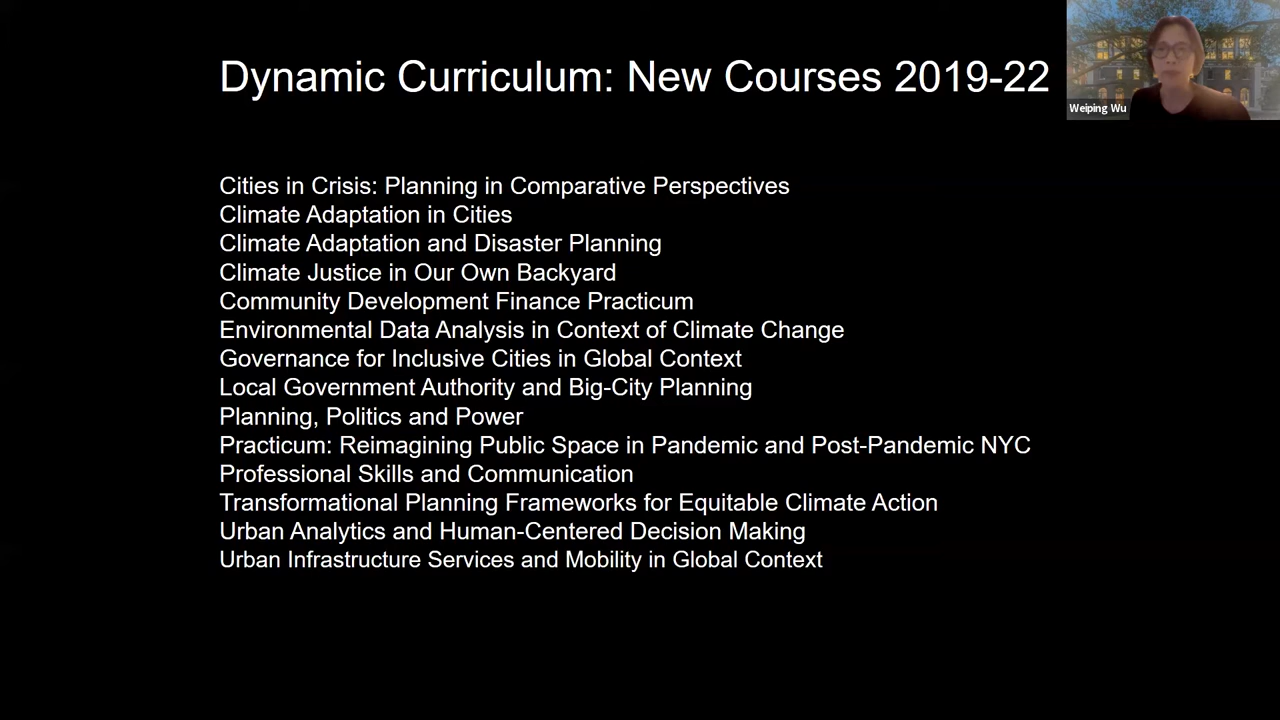 Dynamic Curriculum: New Courses 2019-22
Weiping Wu
Cities in Crisis: Planning in Comparative Perspectives
Climate Adaptation in Cities
Climate Adaptation and Disaster Planning
Climate Justice in Our Own Backyard
Community Development Finance Practicum
Environmental Data Analysis in Context of Climate Change
Governance for Inclusive Cities in Global Context
Local Government Authority and Big-City Planning
Planning, Politics and Power
Practicum: Reimagining Public Space in Pandemic and Post-Pandemic NYC
Professional Skills and Communication
Transformational Planning Frameworks for Equitable Climate Action
Urban Analytics and Human-Centered Decision Making
Urban Infrastructure Services and Mobility in Global Context